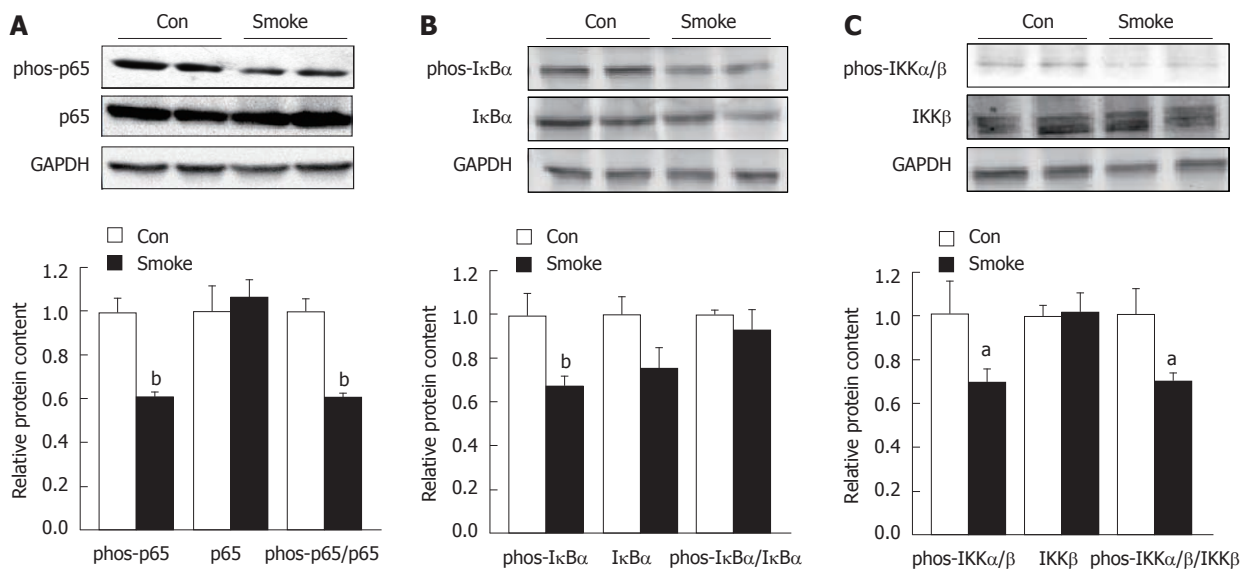 A
Con Smoke
phos-p65
p65
GAPDH
Con
Smoke
Relative protein content
1.2
1.0
0.8
0.6
0.4
0.2
0.0
b
b
phos-p65 p65 phos-p65/p65
B
Con Smoke
phos-IκBα
IκBα
GAPDH
Con
Smoke
Relative protein content
1.2
1.0
0.8
0.6
0.4
0.2
0.0
b
phos-IκBα IκBα phos-IκBα/IκBα
C
Con Smoke
phos-IKKα/β
IKKβ
GAPDH
Con
Smoke
Relative protein content
1.2
1.0
0.8
0.6
0.4
0.2
0.0
a
a
phos-IKKα/β IKKβ phos-IKKα/β/IKKβ